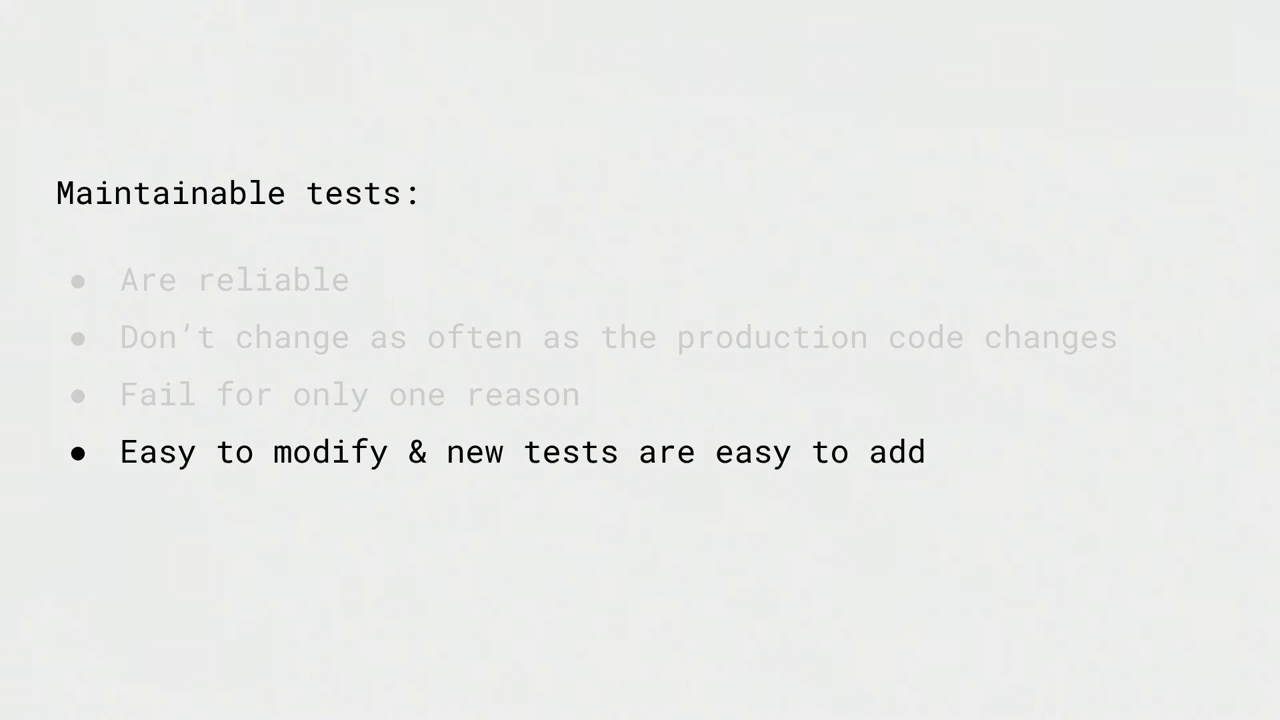 Maintainable tests:
● Are reliable
● Don’t change as often as the production code changes
● Fail for only one reason
● Easy to modify & new tests are easy to add